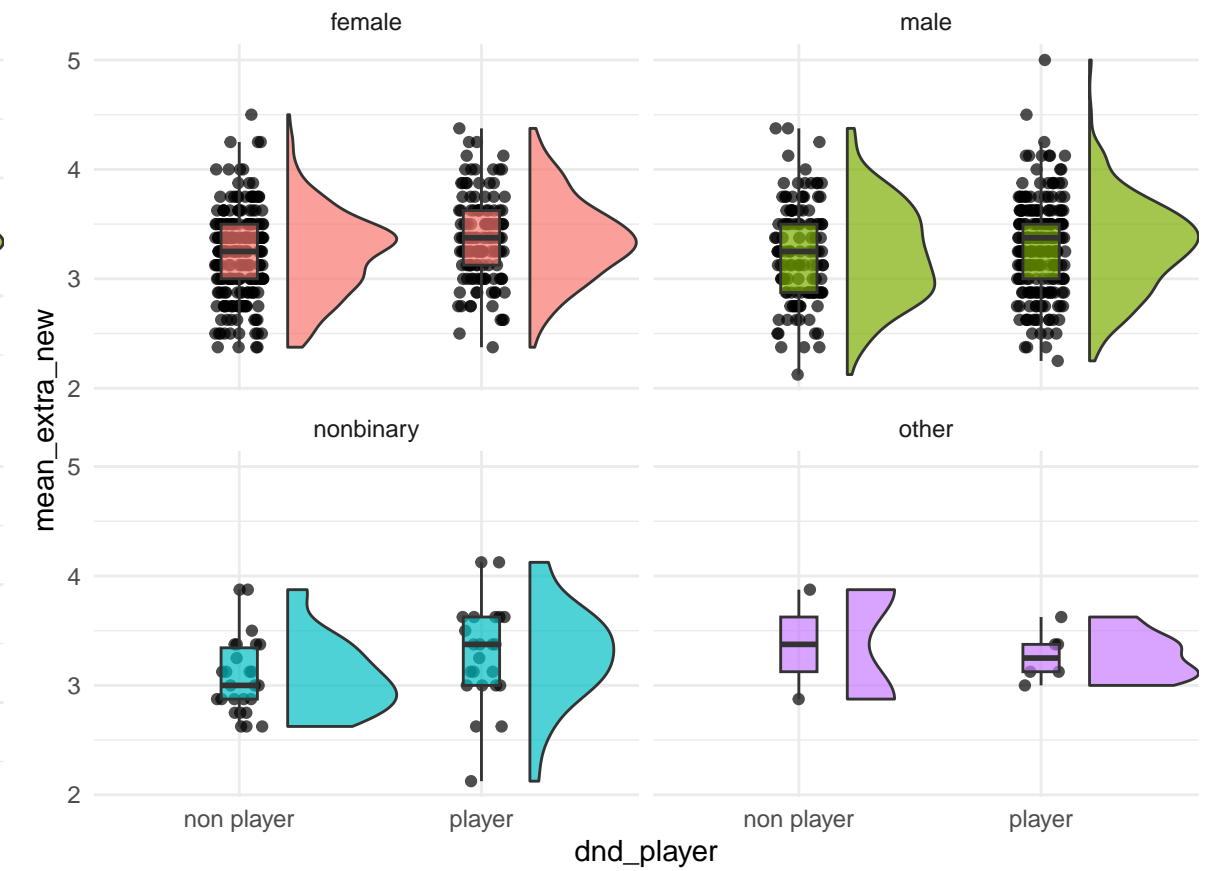 female
male
5
4
3
2
mean_extra_new
nonbinary
other
5
4
3
2
non player
player
non player
player
dnd_player